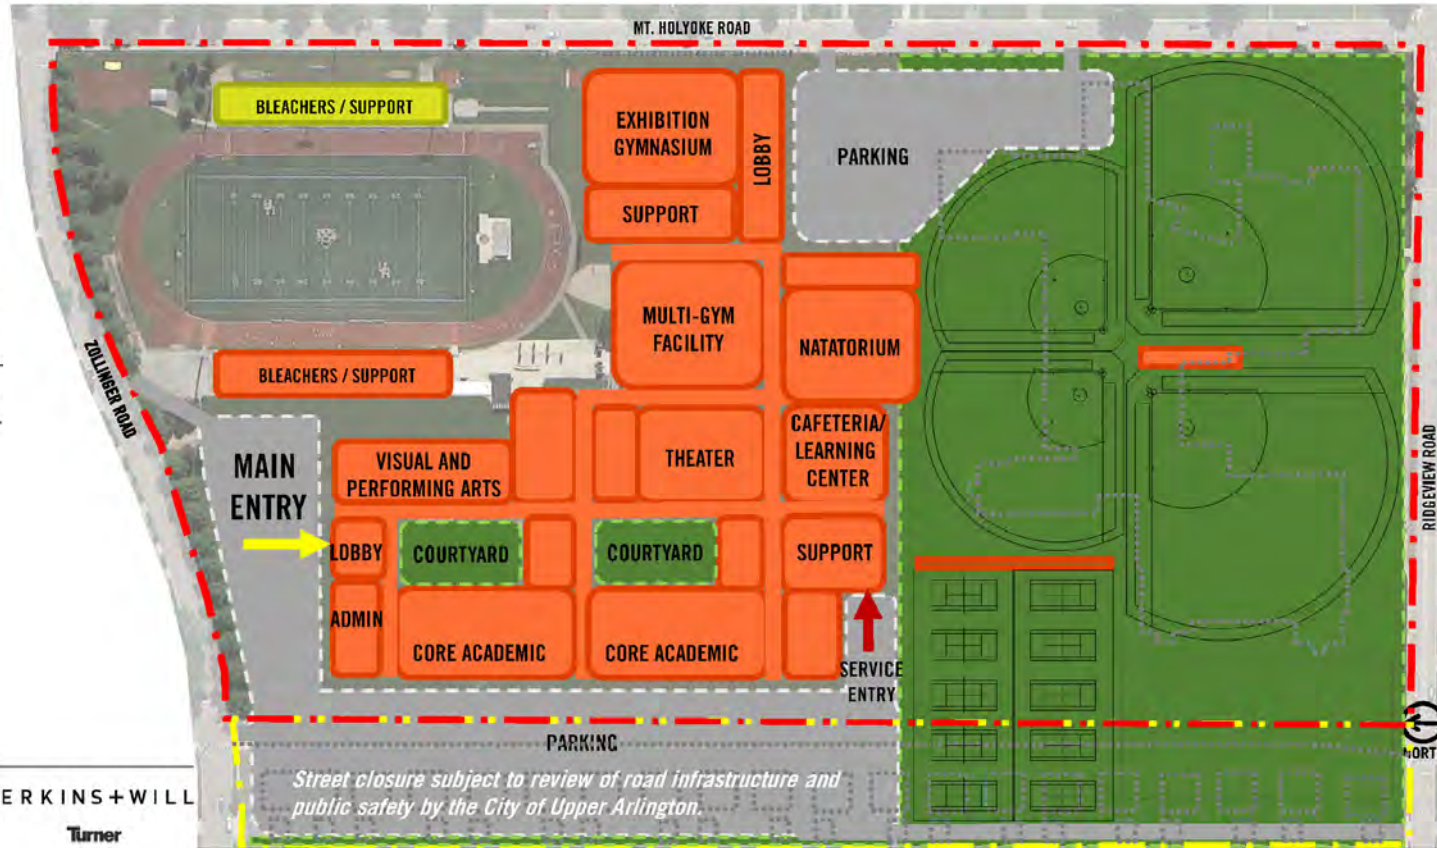 MT. HOLYOKE ROAD
BLEACHERS / SUPPORT
EXHIBITION
GYMNASIUM
LOBBY
PARKING
SUPPORT
MULTI-GYM
FACILITY
NATATORIUM
ZOLLINGER ROAD
BLEACHERS / SUPPORT
MAIN
ENTRY
VISUAL AND
PERFORMING ARTS
THEATER
CAFETERIA/
LEARNING
CENTER
RIDGEVIEW ROAD
LOBBY
COURTYARD
COURTYARD
SUPPORT
ADMIN
CORE ACADEMIC
CORE ACADEMIC
SERVICE
ENTRY
PARKING
Street closure subject to review of road infrastructure and
public safety by the City of Upper Arlington.
ERKINS+WILL
Turner
ORT